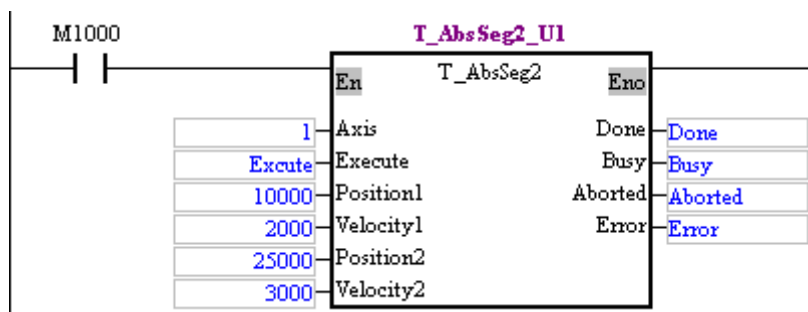 M1000
T_AbsSeg2_U1
T_AbsSeg2
En
Eno
1 Axis Done Done
Excute Execute Busy Busy
10000 Position1 Aborted Aborted
2000 Velocity1 Error Error
25000 Position2
3000 Velocity2